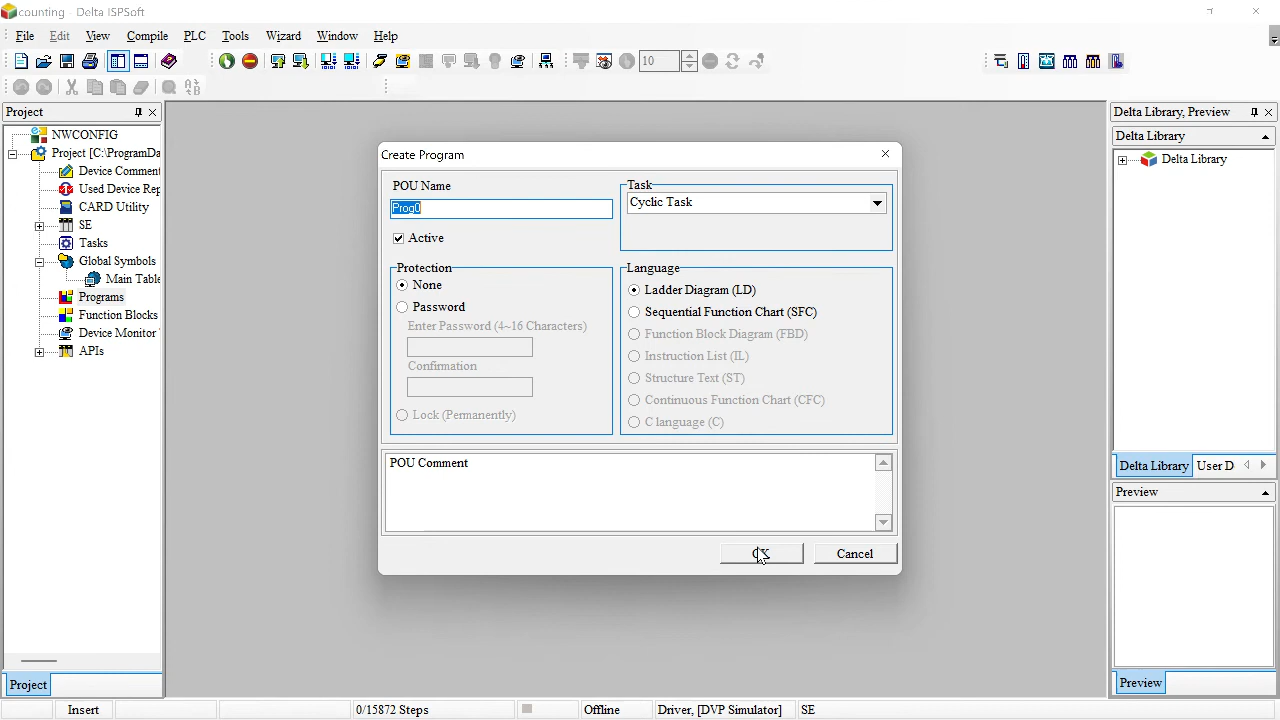 counting - Delta ISPSoft
File Edit View Compile PLC Tools Wizard Window Help
10
Project
NWCONFIG
Project [C:\ProgramDa
Device Comment
Used Device Rep
CARD Utility
SE
Tasks
Global Symbols
Main Table
Programs
Function Blocks
Device Monitor
APIs
Project
Create Program
POU Name
Prog0
Active
Task
Cyclic Task
Protection
None
Password
Enter Password (4~16 Characters)
Confirmation
Lock (Permanently)
Language
Ladder Diagram (LD)
Sequential Function Chart (SFC)
Function Block Diagram (FBD)
Instruction List (IL)
Structure Text (ST)
Continuous Function Chart (CFC)
C language (C)
POU Comment
OK Cancel
Delta Library, Preview
Delta Library
Delta Library
Delta Library User D
Preview
Preview
Insert 0/15872 Steps Offline Driver, [DVP Simulator] SE